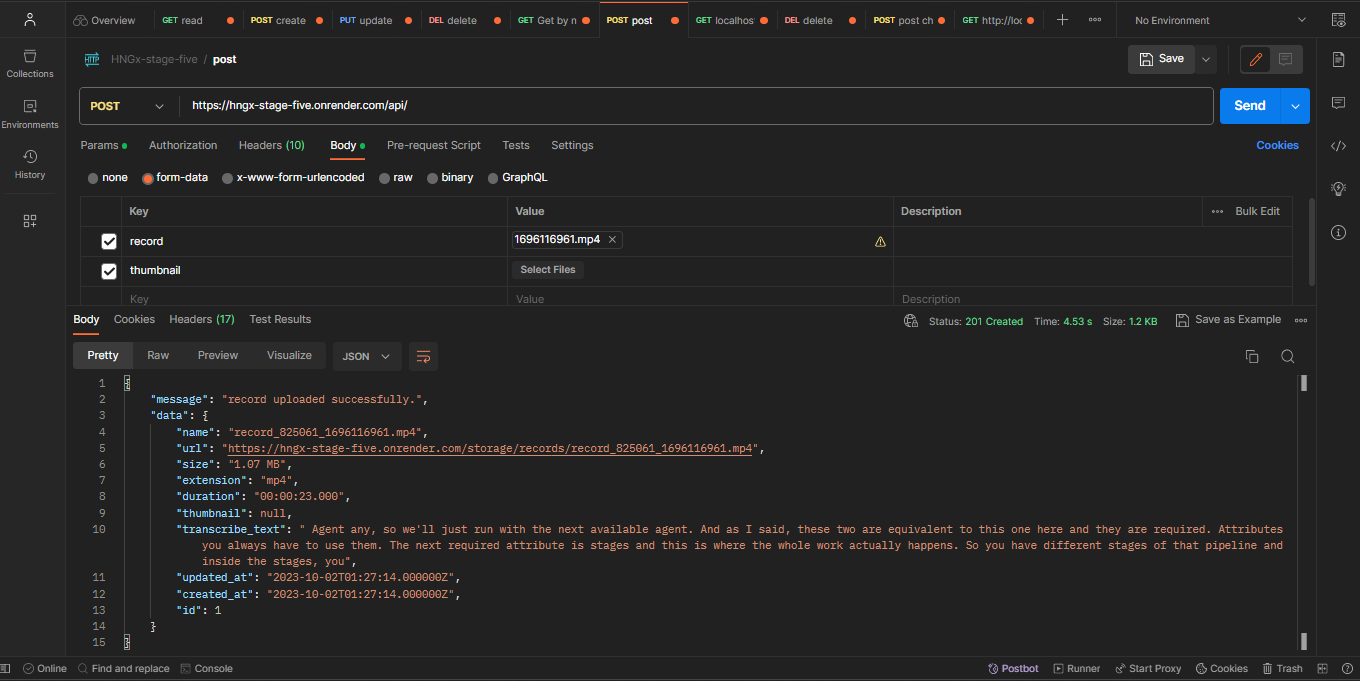 Overview GET read POST create PUT update DEL delete GET Get by n POST post GET localhos DEL delete POST post ch GET http://loc No Environment
Collections
Environments
History
HTTP HNGx-stage-five / post Save
POST https://hngx-stage-five.onrender.com/api/ Send
Params Authorization Headers (10) Body Pre-request Script Tests Settings Cookies
none form-data x-www-form-urlencoded raw binary GraphQL
Key Value Description Bulk Edit
record 1696116961.mp4
thumbnail Select Files
Key Value Description
Body Cookies Headers (17) Test Results Status: 201 Created Time: 4.53 s Size: 1.2 KB Save as Example
Pretty Raw Preview Visualize JSON
1 {
2 "message": "record uploaded successfully.",
3 "data": {
4 "name": "record_825061_1696116961.mp4",
5 "url": "https://hngx-stage-five.onrender.com/storage/records/record_825061_1696116961.mp4",
6 "size": "1.07 MB",
7 "extension": "mp4",
8 "duration": "00:00:23.000",
9 "thumbnail": null,
10 "transcribe_text": " Agent any, so we'll just run with the next available agent. And as I said, these two are equivalent to this one here and they are required. Attributes
you always have to use them. The next required attribute is stages and this is where the whole work actually happens. So you have different stages of that pipeline and
inside the stages, you",
11 "updated_at": "2023-10-02T01:27:14.000000Z",
12 "created_at": "2023-10-02T01:27:14.000000Z",
13 "id": 1
14 }
15 }
Online Find and replace Console Postbot Runner Start Proxy Cookies Trash